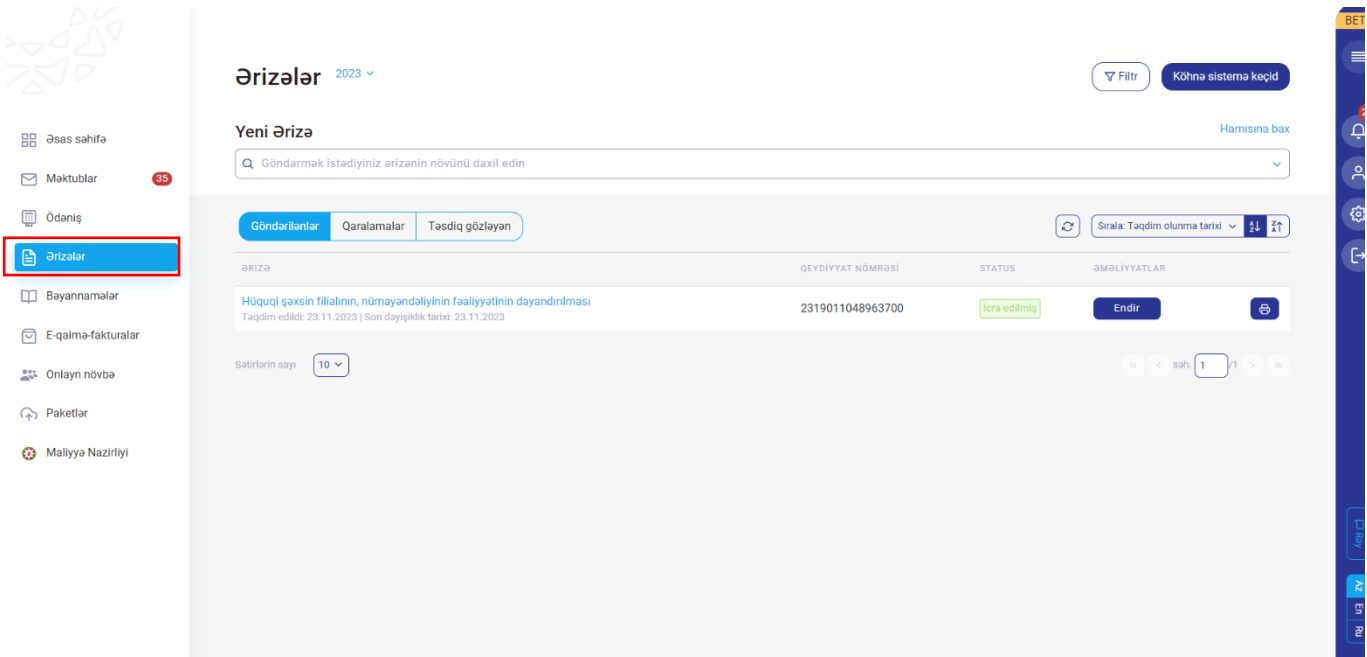 BET
Ərizələr 2023
Filtr
Köhnə sistemə keçid
Yeni Ərizə
Hamısına bax
Göndərmək istədiyiniz ərizənin növünü daxil edin
Əsas səhifə
Məktublar 35
Ödəniş
Ərizələr
Bəyannamələr
E-qaimə-fakturalar
Onlayn növbə
Paketlər
Maliyyə Nazirliyi
Göndərilənlər
Qaralamalar
Təsdiq gözləyən
Sırala: Təqdim olunma tarixi
ƏRİZƏ
QEYDİYYAT NÖMRƏSİ
STATUS
ƏMƏLİYYATLAR
Hüquqi şəxsin filialının, nümayəndəliyinin fəaliyyətinin dayandırılması
Təqdim edildi: 23.11.2023 | Son dəyişiklik tarixi: 23.11.2023
2319011048963700
İcra edilmiş
Endir
Sətirlərin sayı 10
« < səh. 1 /1 > »
Rəy
Az
En
Ru